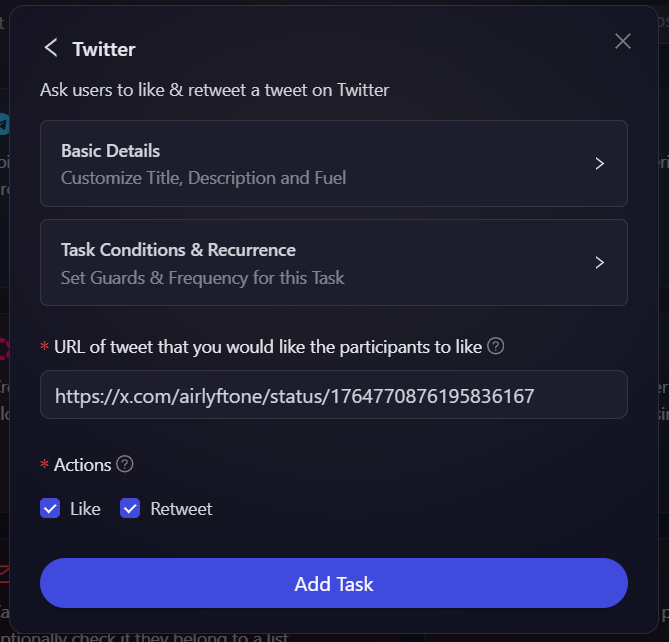 Twitter
Ask users to like & retweet a tweet on Twitter
Basic Details
Customize Title, Description and Fuel
Task Conditions & Recurrence
Set Guards & Frequency for this Task
* URL of tweet that you would like the participants to like
https://x.com/airlyftone/status/1764770876195836167
* Actions
Like Retweet
Add Task